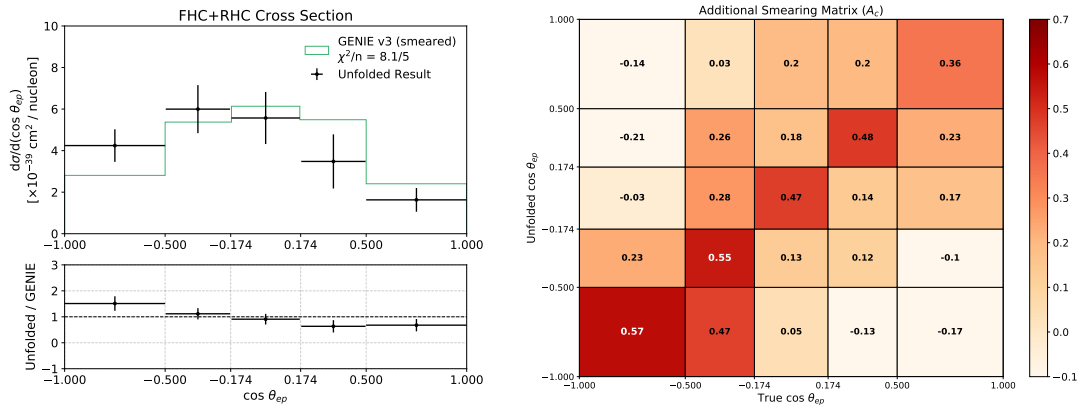 FHC+RHC Cross Section
dσ/d(cos θep)
[×10−39 cm2 / nucleon]
10
8
6
4
2
0
GENIE v3 (smeared)
χ2/n = 8.1/5
Unfolded Result
−1.000 −0.500 −0.174 0.174 0.500 1.000
Unfolded / GENIE
3
2
1
0
−1
−1.000 −0.500 −0.174 0.174 0.500 1.000
cos θep
Additional Smearing Matrix (Ac)
Unfolded cos θep
1.000
0.500
0.174
−0.174
−0.500
−1.000
-0.14 0.03 0.2 0.2 0.36
-0.21 0.26 0.18 0.48 0.23
-0.03 0.28 0.47 0.14 0.17
0.23 0.55 0.13 0.12 -0.1
0.57 0.47 0.05 -0.13 -0.17
−1.000 −0.500 −0.174 0.174 0.500 1.000
True cos θep
0.7
0.6
0.5
0.4
0.3
0.2
0.1
0.0
−0.1